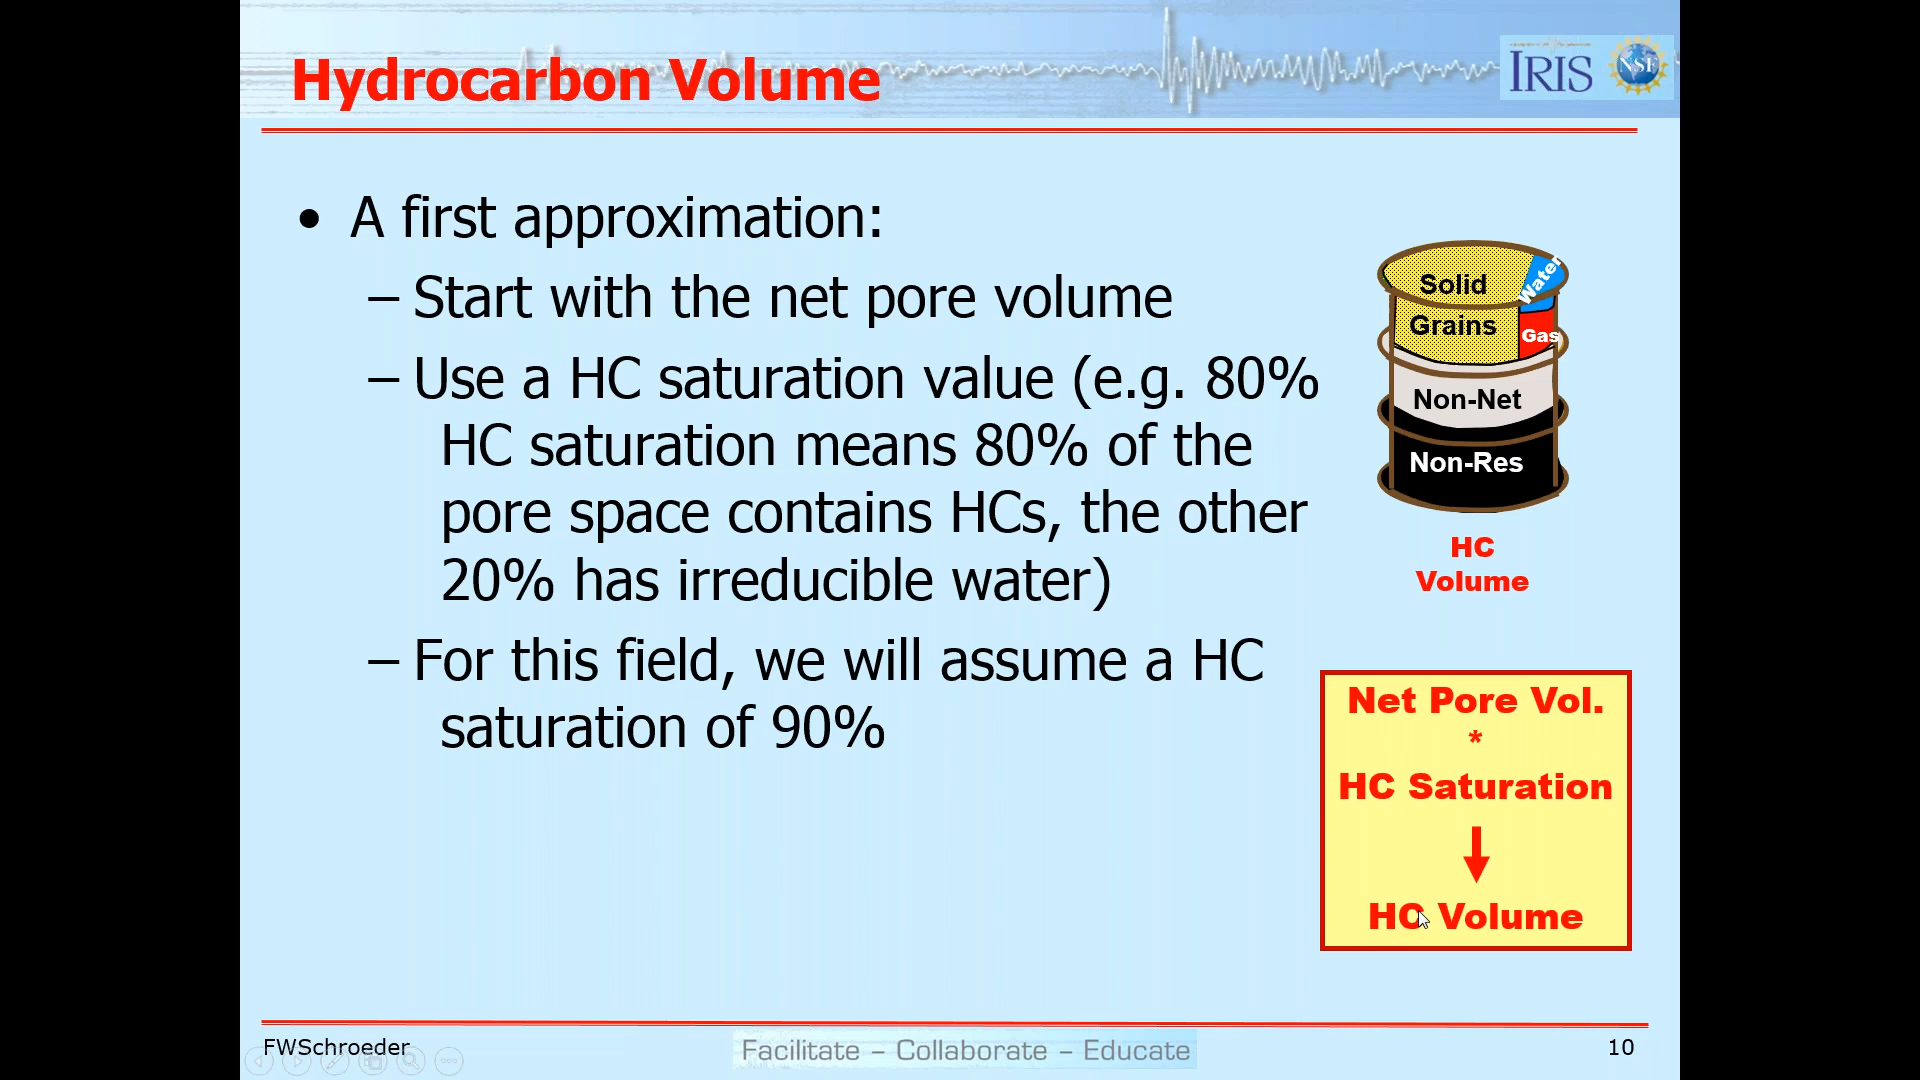 Hydrocarbon Volume
IRIS
NSF
• A first approximation:
– Start with the net pore volume
– Use a HC saturation value (e.g. 80%
HC saturation means 80% of the
pore space contains HCs, the other
20% has irreducible water)
– For this field, we will assume a HC
saturation of 90%
Solid
Grains
Water
Gas
Non-Net
Non-Res
HC
Volume
Net Pore Vol.
*
HC Saturation
HC Volume
FWSchroeder
Facilitate – Collaborate – Educate
10